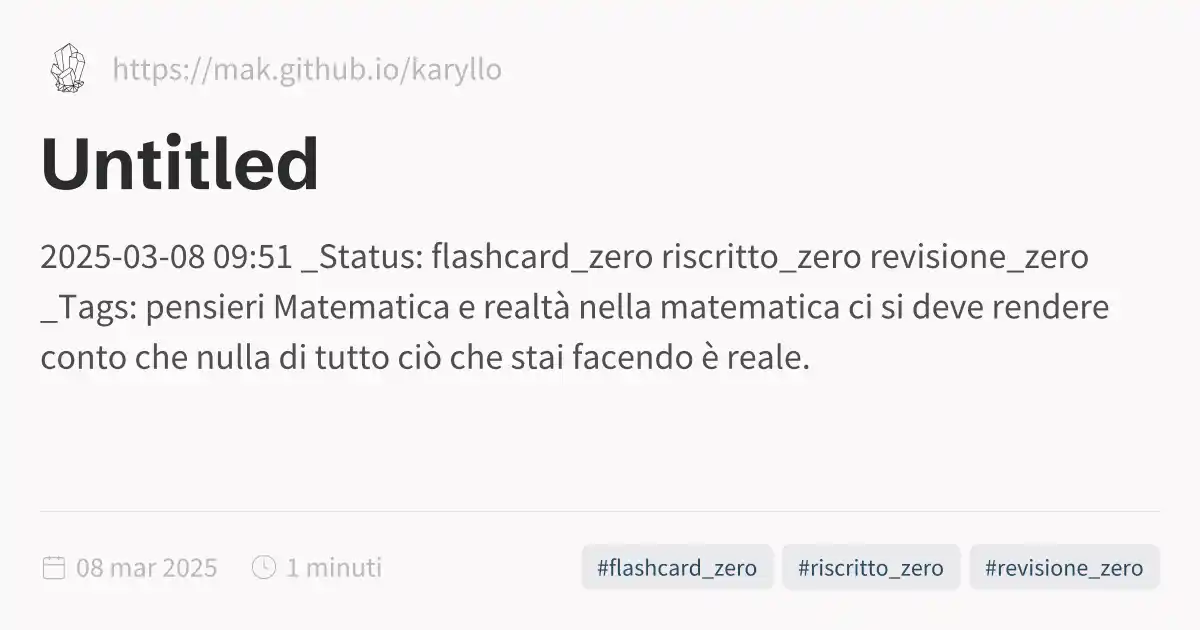 https://mak.github.io/karyllo
Untitled
2025-03-08 09:51 _Status: flashcard_zero riscritto_zero revisione_zero
_Tags: pensieri Matematica e realtà nella matematica ci si deve rendere
conto che nulla di tutto ciò che stai facendo è reale.
08 mar 2025 1 minuti #flashcard_zero #riscritto_zero #revisione_zero